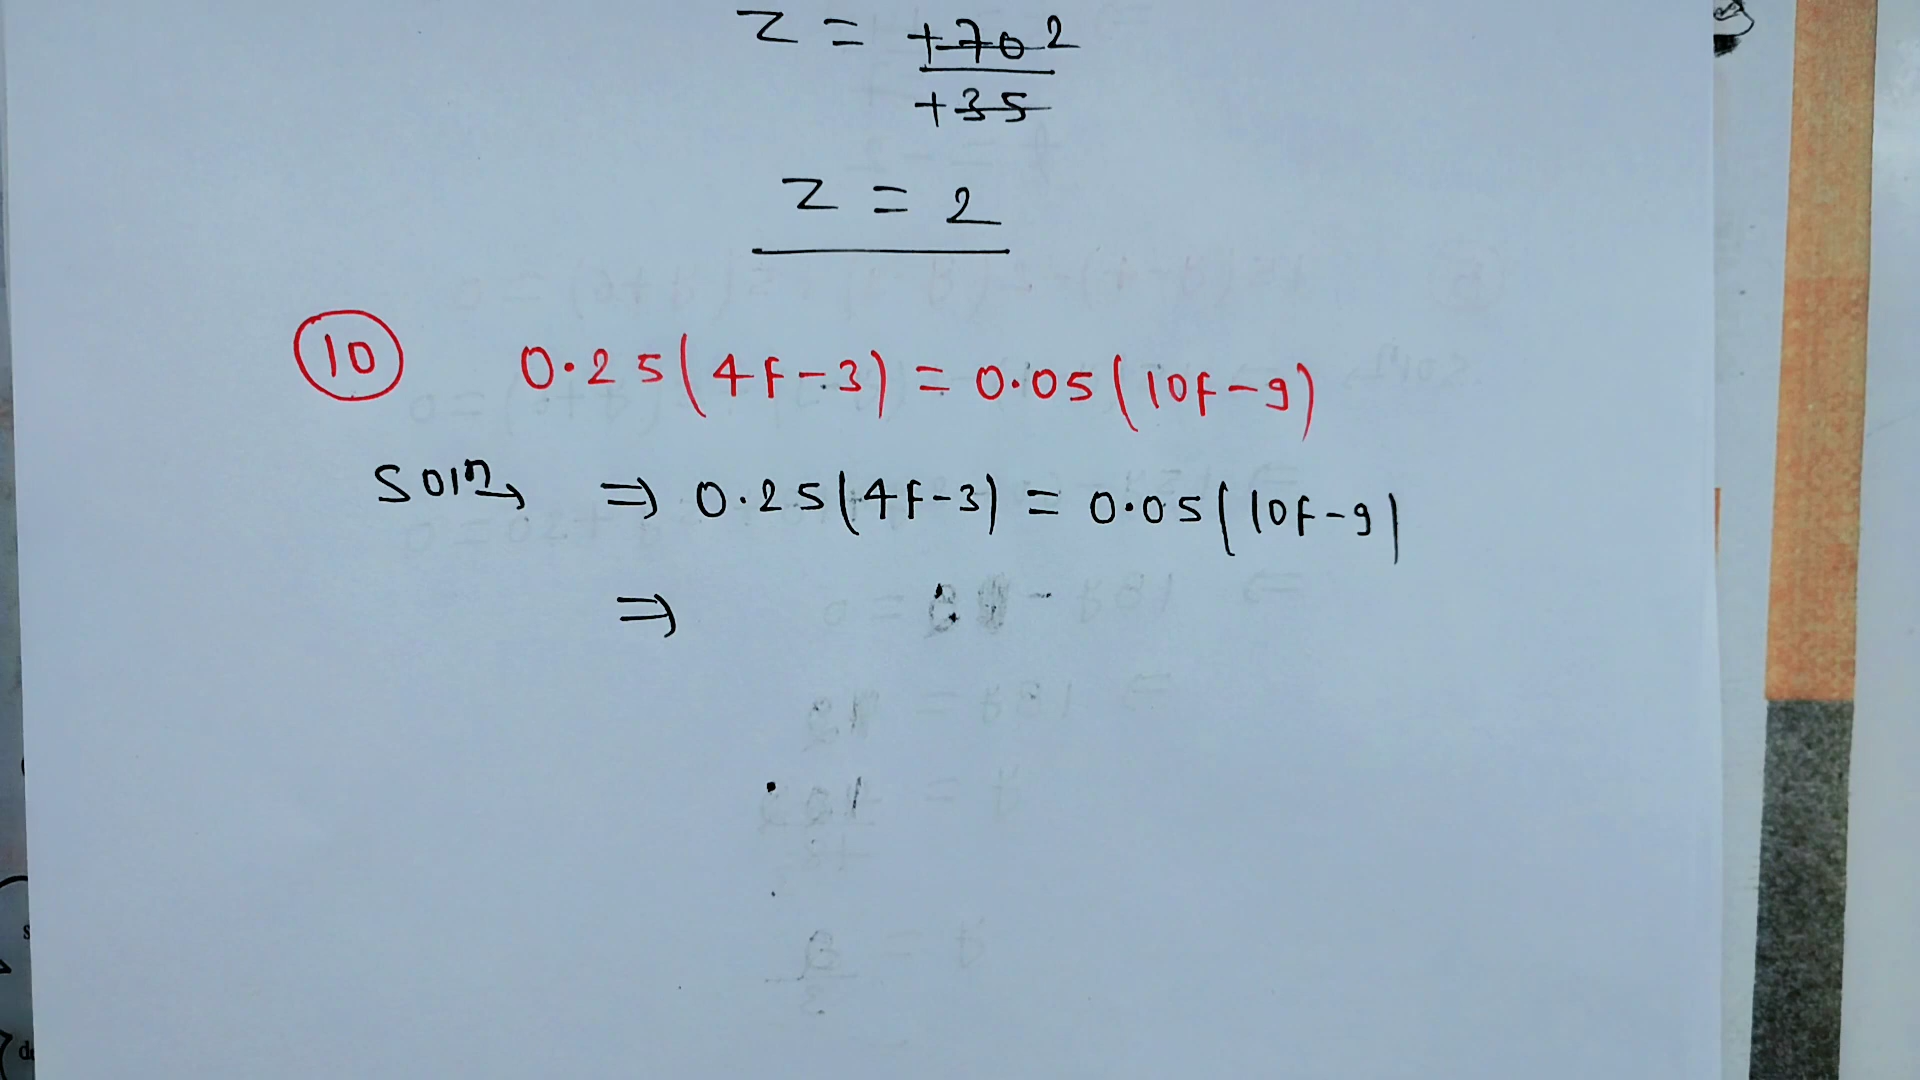 z = +70 2
+35
z = 2
10 0.25(4f-3) = 0.05(10f-9)
Soln → ⇒ 0.25(4f-3) = 0.05(10f-9)
⇒